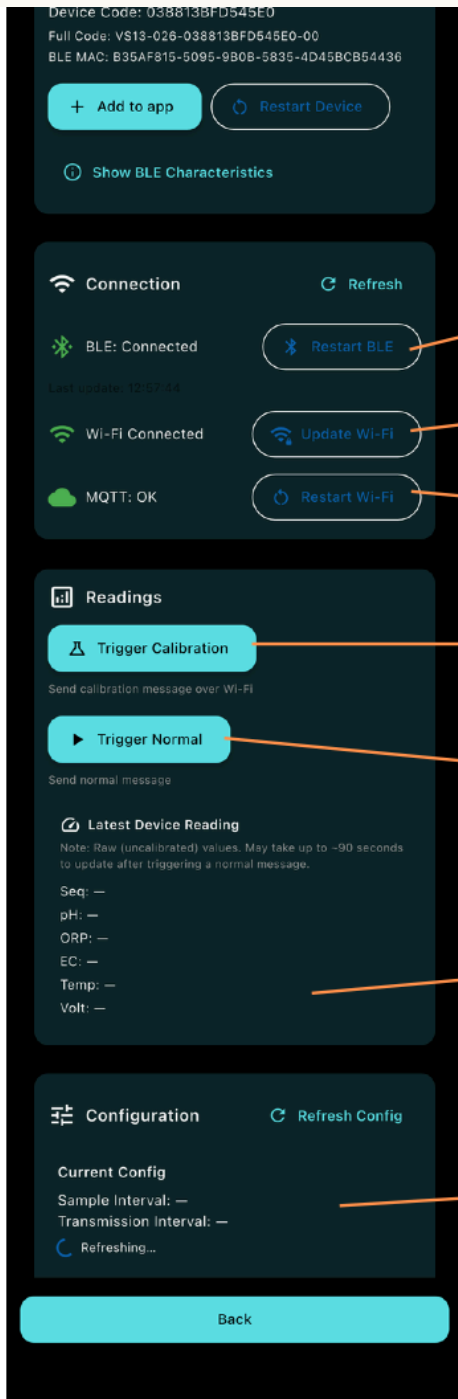 Device Code: 038813BFD545E0
Full Code: VS13-026-038813BFD545E0-00
BLE MAC: B35AF815-5095-9B0B-5835-4D45BCB54436
+ Add to app
Restart Device
Show BLE Characteristics
Connection
Refresh
BLE: Connected
Restart BLE
Last update: 12:57:44
Wi-Fi Connected
Update Wi-Fi
MQTT: OK
Restart Wi-Fi
Readings
Trigger Calibration
Send calibration message over Wi-Fi
Trigger Normal
Send normal message
Latest Device Reading
Note: Raw (uncalibrated) values. May take up to ~90 seconds
to update after triggering a normal message.
Seq: —
pH: —
ORP: —
EC: —
Temp: —
Volt: —
Configuration
Refresh Config
Current Config
Sample Interval: —
Transmission Interval: —
Refreshing...
Back